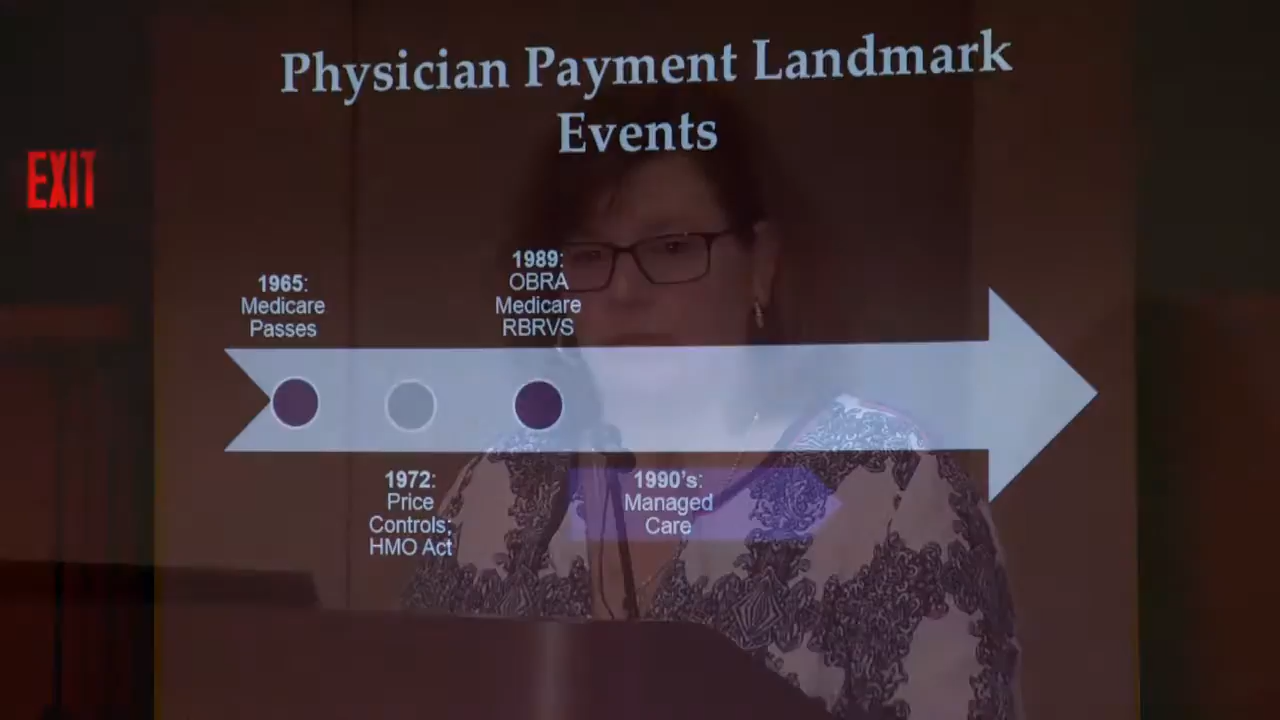 Physician Payment Landmark
Events
EXIT
1965:
Medicare
Passes
1989:
OBRA
Medicare
RBRVS
1972:
Price
Controls;
HMO Act
1990's:
Managed
Care